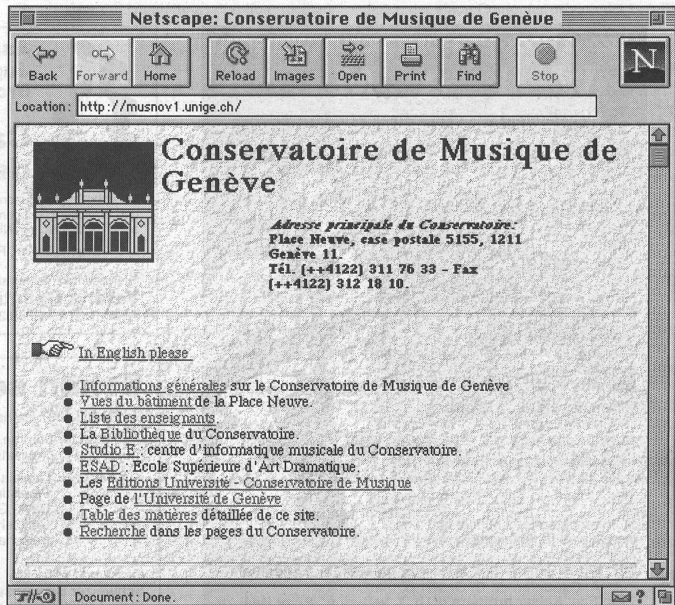 Netscape: Conservatoire de Musique de Genève
Back Forward Home Reload Images Open Print Find Stop N
Location: http://musnov1.unige.ch/
Conservatoire de Musique de
Genève
Adresse principale du Conservatoire:
Place Neuve, case postale 5155, 1211
Genève 11.
Tél. (++4122) 311 76 33 - Fax
(++4122) 312 18 10.
In English please
Informations générales sur le Conservatoire de Musique de Genève
Vues du bâtiment de la Place Neuve.
Liste des enseignants.
La Bibliothèque du Conservatoire.
Studio E : centre d'informatique musicale du Conservatoire.
ESAD : Ecole Supérieure d'Art Dramatique.
Les Editions Université - Conservatoire de Musique
Page de l'Université de Genève
Table des matières détaillée de ce site.
Recherche dans les pages du Conservatoire.
Document: Done.
?